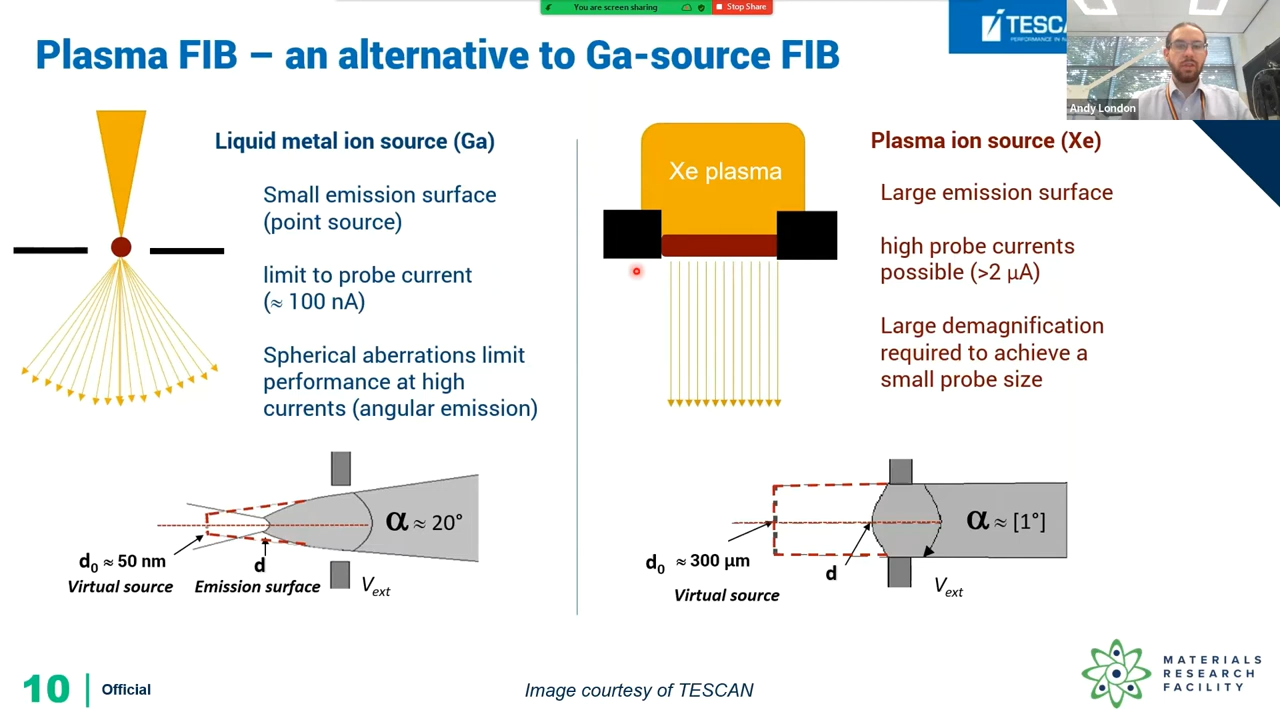 You are screen sharing
Stop Share
Plasma FIB – an alternative to Ga-source FIB
TESCA
PERFORMANCE IN N
Andy London
Liquid metal ion source (Ga)
Small emission surface
(point source)
limit to probe current
(≈ 100 nA)
Spherical aberrations limit
performance at high
currents (angular emission)
α ≈ 20°
d₀ ≈ 50 nm
Virtual source
d
Emission surface
Vext
Xe plasma
Plasma ion source (Xe)
Large emission surface
high probe currents
possible (>2 µA)
Large demagnification
required to achieve a
small probe size
α ≈ [1°]
d₀ ≈ 300 µm
Virtual source
d
Vext
10
Official
Image courtesy of TESCAN
MATERIALS
RESEARCH
FACILITY